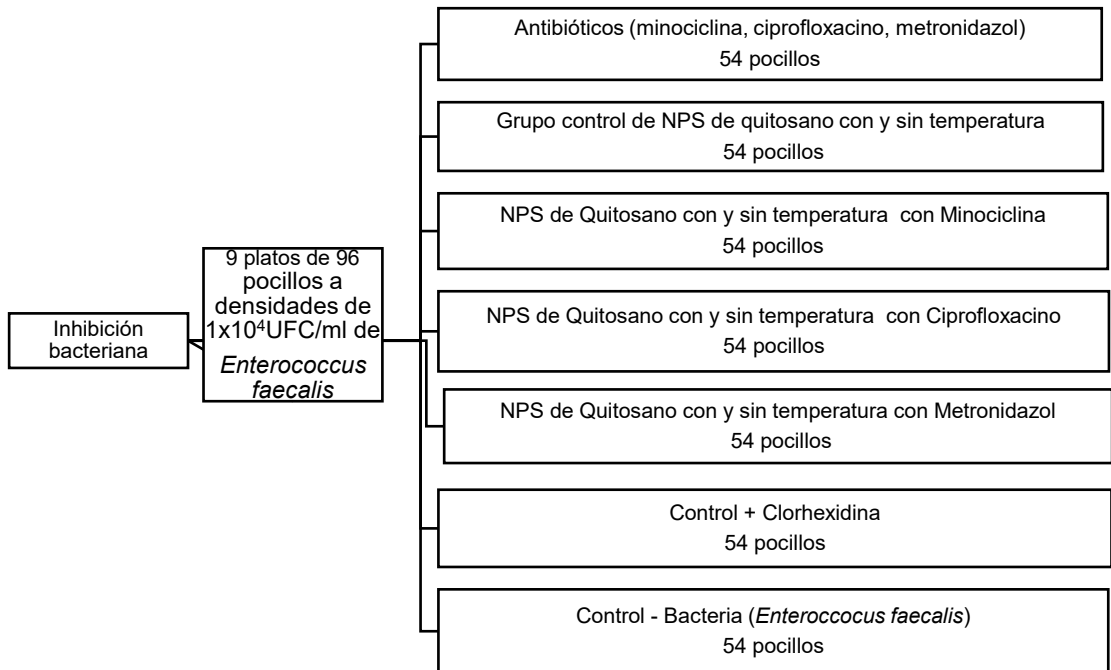 Inhibición
bacteriana
9 platos de 96
pocillos a
densidades de
1x10⁴UFC/ml de
Enterococcus
faecalis
Antibióticos (minociclina, ciprofloxacino, metronidazol)
54 pocillos
Grupo control de NPS de quitosano con y sin temperatura
54 pocillos
NPS de Quitosano con y sin temperatura con Minociclina
54 pocillos
NPS de Quitosano con y sin temperatura con Ciprofloxacino
54 pocillos
NPS de Quitosano con y sin temperatura con Metronidazol
54 pocillos
Control + Clorhexidina
54 pocillos
Control - Bacteria (Enteroccocus faecalis)
54 pocillos